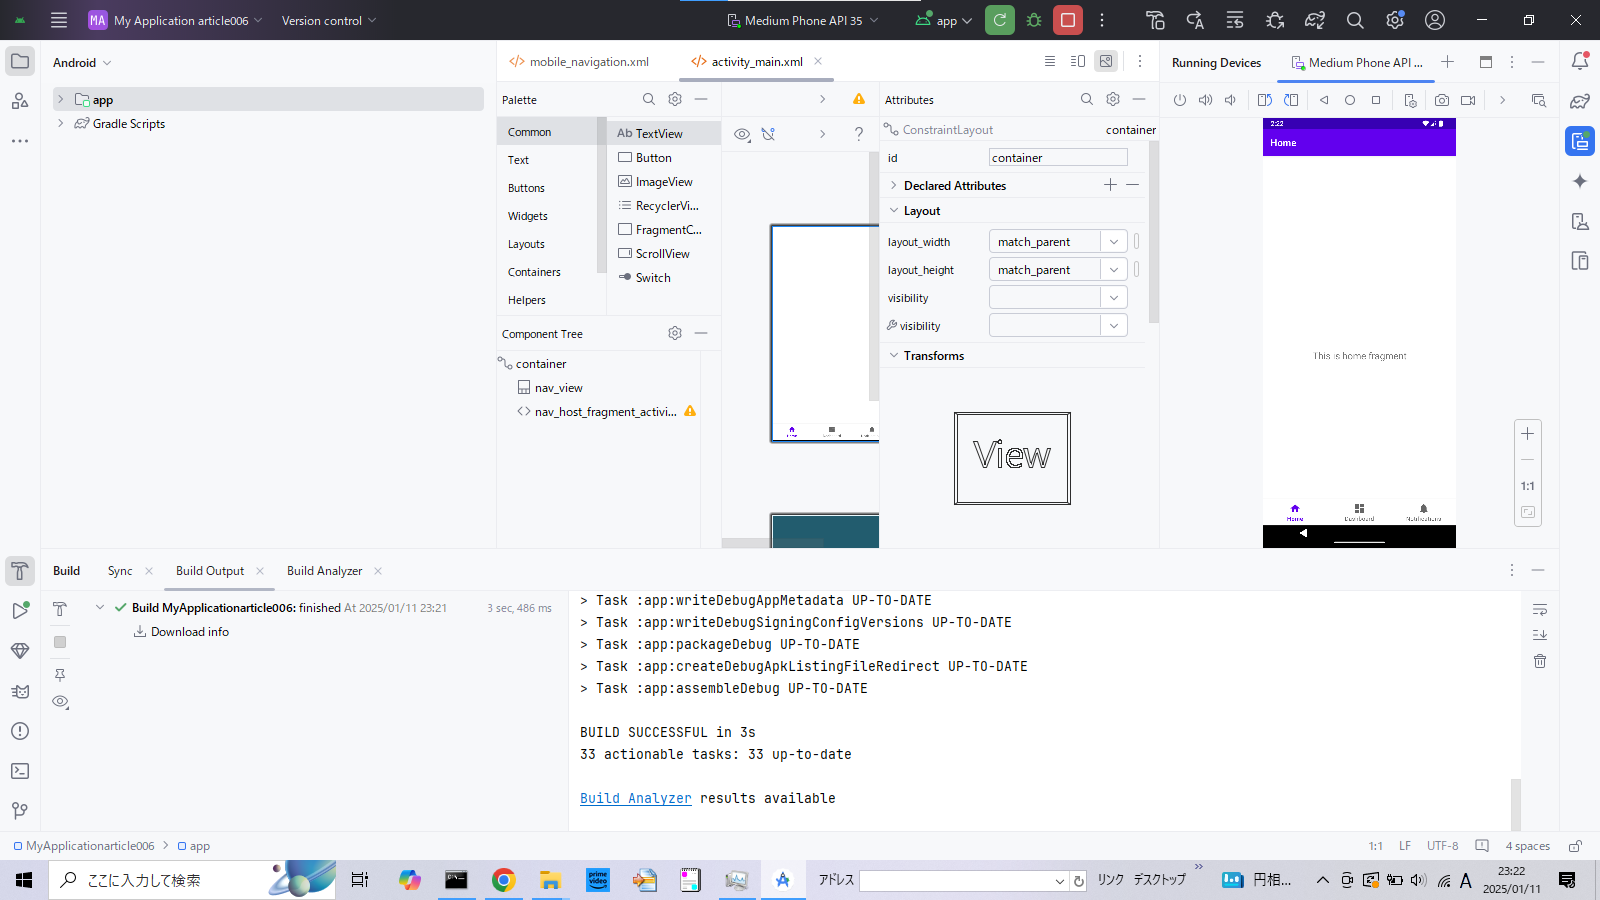 MA My Application article006
Version control
Medium Phone API 35
app
Android
app
Gradle Scripts
mobile_navigation.xml
activity_main.xml
Palette
Common
Text
Buttons
Widgets
Layouts
Containers
Helpers
Ab TextView
Button
ImageView
RecyclerVi...
FragmentC...
ScrollView
Switch
Component Tree
container
nav_view
nav_host_fragment_activi...
Attributes
ConstraintLayout
container
id
container
Declared Attributes
Layout
layout_width
match_parent
layout_height
match_parent
visibility
visibility
Transforms
View
Running Devices
Medium Phone API ...
2:22
Home
This is home fragment
Home
Dashboard
Notifications
1:1
Build
Sync
Build Output
Build Analyzer
Build MyApplicationarticle006: finished At 2025/01/11 23:21
3 sec, 486 ms
Download info
> Task :app:writeDebugAppMetadata UP-TO-DATE
> Task :app:writeDebugSigningConfigVersions UP-TO-DATE
> Task :app:packageDebug UP-TO-DATE
> Task :app:createDebugApkListingFileRedirect UP-TO-DATE
> Task :app:assembleDebug UP-TO-DATE
BUILD SUCCESSFUL in 3s
33 actionable tasks: 33 up-to-date
Build Analyzer results available
MyApplicationarticle006 > app
1:1
LF
UTF-8
4 spaces
ここに入力して検索
prime video
アドレス
リンク
デスクトップ
円相...
A
23:22
2025/01/11